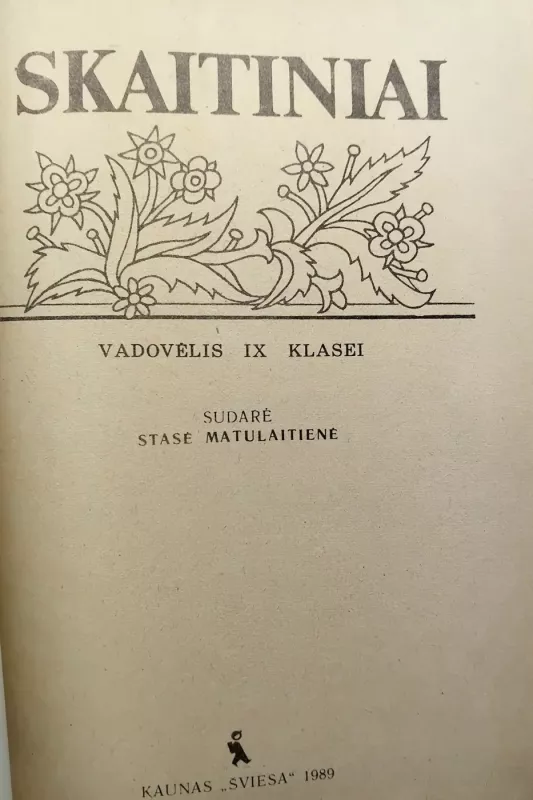 SKAITINIAI
VADOVĖLIS IX KLASEI
SUDARĖ
STASĖ MATULAITIENĖ
KAUNAS „ŠVIESA“ 1989